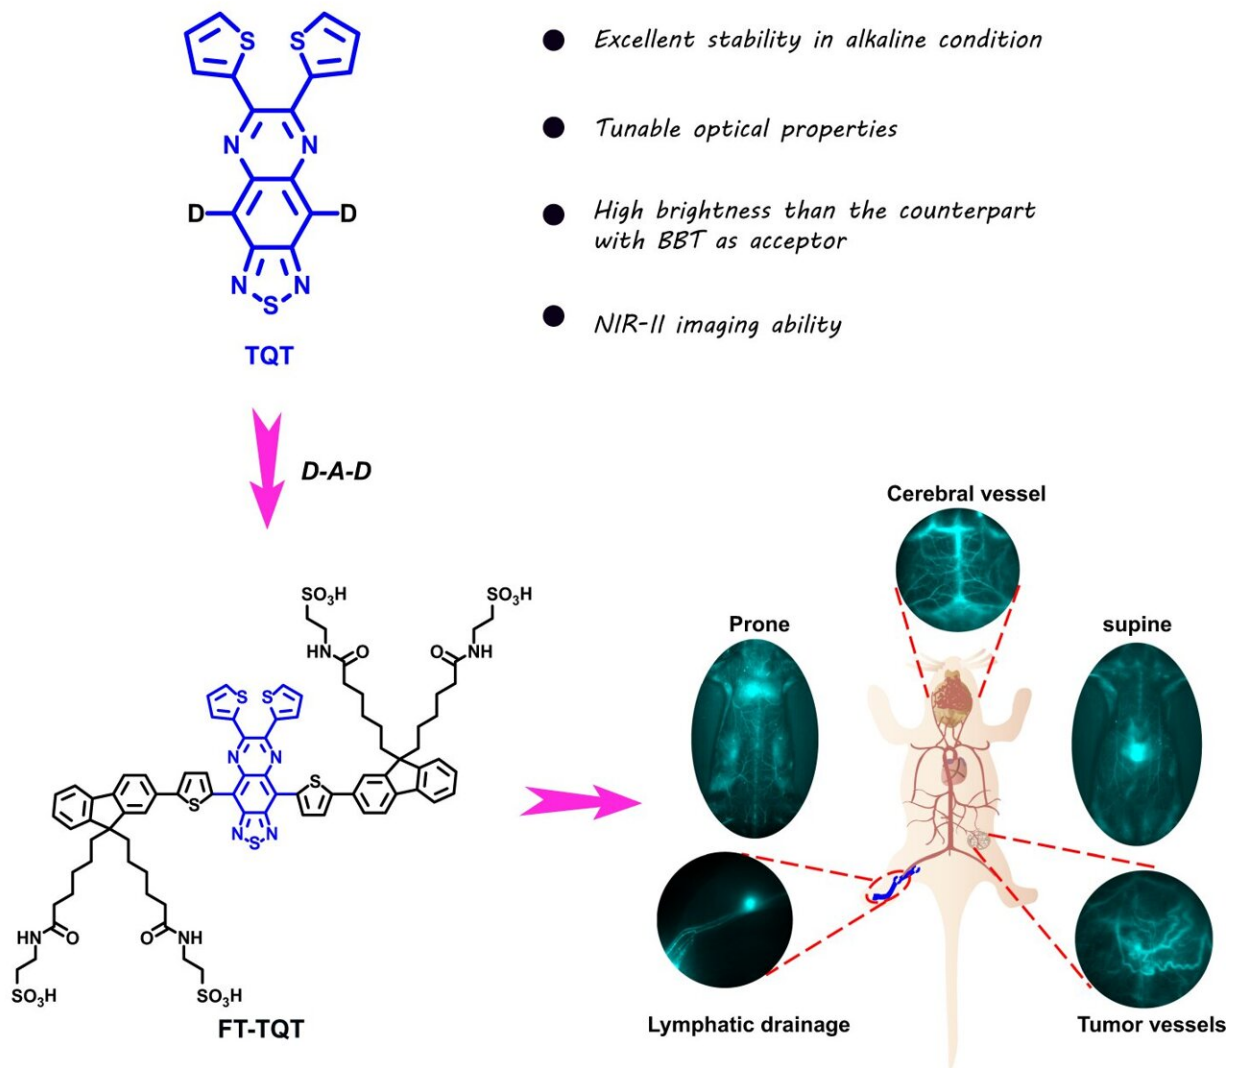 S
S
Excellent stability in alkaline condition
N
N
Tunable optical properties
D
D
High brightness than the counterpart
with BBT as acceptor
N
N
S
NIR-II imaging ability
TQT
D-A-D
Cerebral vessel
SO3H
SO3H
Prone
supine
HN
O
O
NH
S
S
N
N
S
S
N
N
S
NH
O
O
NH
SO3H
SO3H
FT-TQT
Lymphatic drainage
Tumor vessels